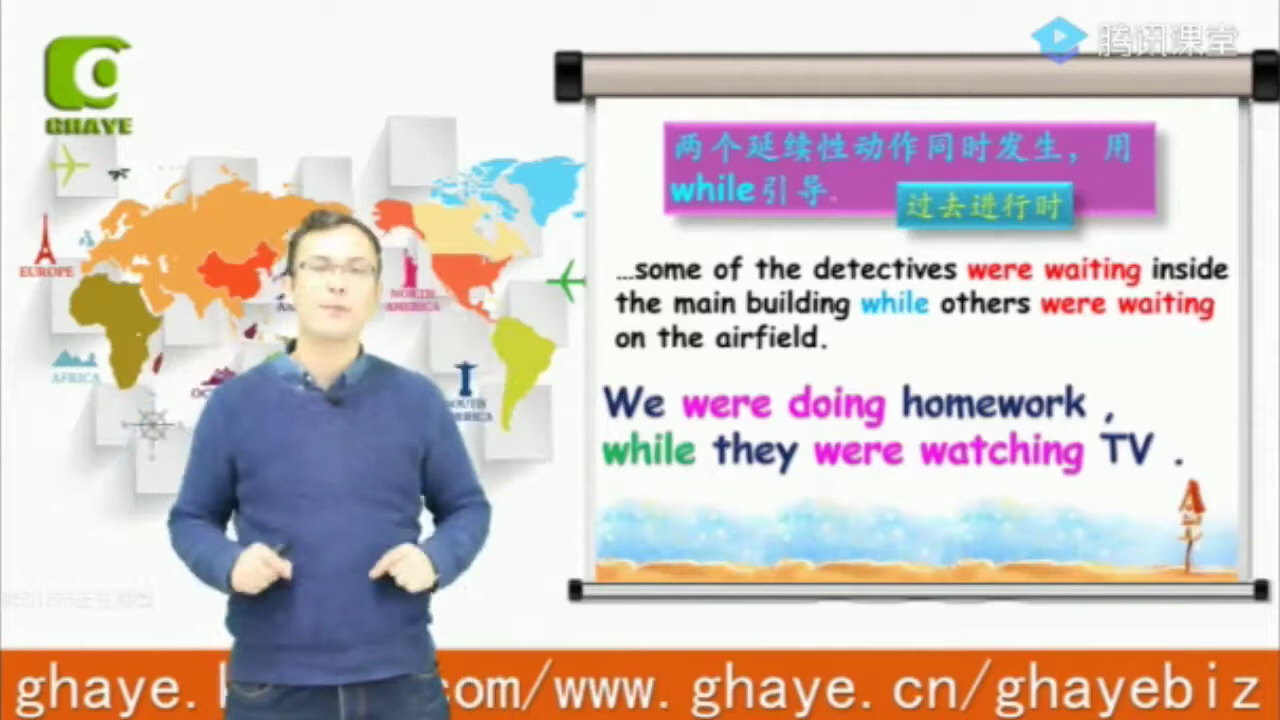 腾讯课堂
GHAYE
两个延续性动作同时发生，用
while引导。
过去进行时
EUROPE
NORTH
AMERICA
AFRICA
...some of the detectives were waiting inside
the main building while others were waiting
on the airfield.
We were doing homework ,
while they were watching TV .
ghaye. com/www. ghaye. cn/ghayebiz